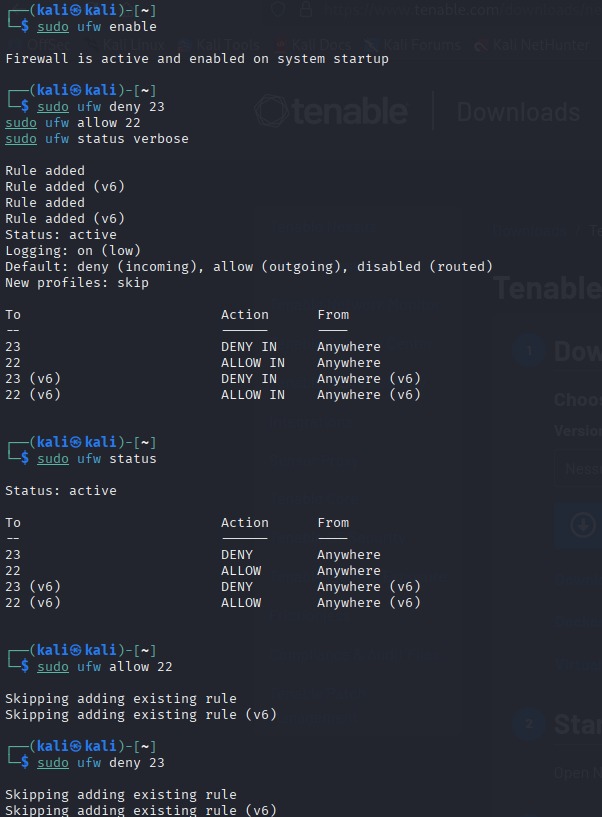 ┌──(kali㉿kali)-[~]
└─$ sudo ufw enable
Firewall is active and enabled on system startup
┌──(kali㉿kali)-[~]
└─$ sudo ufw deny 23
sudo ufw allow 22
sudo ufw status verbose
Rule added
Rule added (v6)
Rule added
Rule added (v6)
Status: active
Logging: on (low)
Default: deny (incoming), allow (outgoing), disabled (routed)
New profiles: skip
To Action From
-- ------ ----
23 DENY IN Anywhere
22 ALLOW IN Anywhere
23 (v6) DENY IN Anywhere (v6)
22 (v6) ALLOW IN Anywhere (v6)
┌──(kali㉿kali)-[~]
└─$ sudo ufw status
Status: active
To Action From
-- ------ ----
23 DENY Anywhere
22 ALLOW Anywhere
23 (v6) DENY Anywhere (v6)
22 (v6) ALLOW Anywhere (v6)
┌──(kali㉿kali)-[~]
└─$ sudo ufw allow 22
Skipping adding existing rule
Skipping adding existing rule (v6)
┌──(kali㉿kali)-[~]
└─$ sudo ufw deny 23
Skipping adding existing rule
Skipping adding existing rule (v6)
OffSec Kali Linux Kali Tools Kali Docs Kali Forums Kali NetHunter
tenable Downloads
Tenable
1
2
Open N